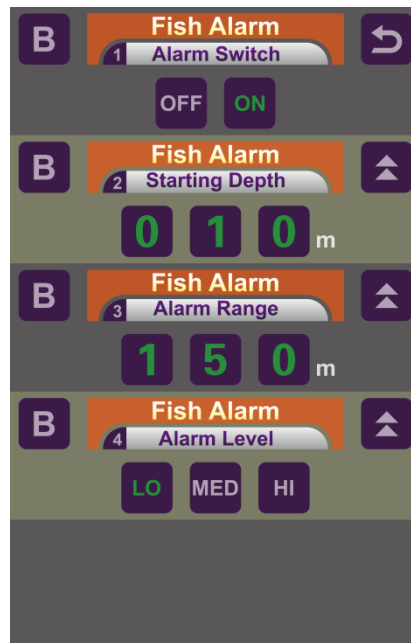 B Fish Alarm
1 Alarm Switch
OFF ON
B Fish Alarm
2 Starting Depth
0 1 0 m
B Fish Alarm
3 Alarm Range
1 5 0 m
B Fish Alarm
4 Alarm Level
LO MED HI